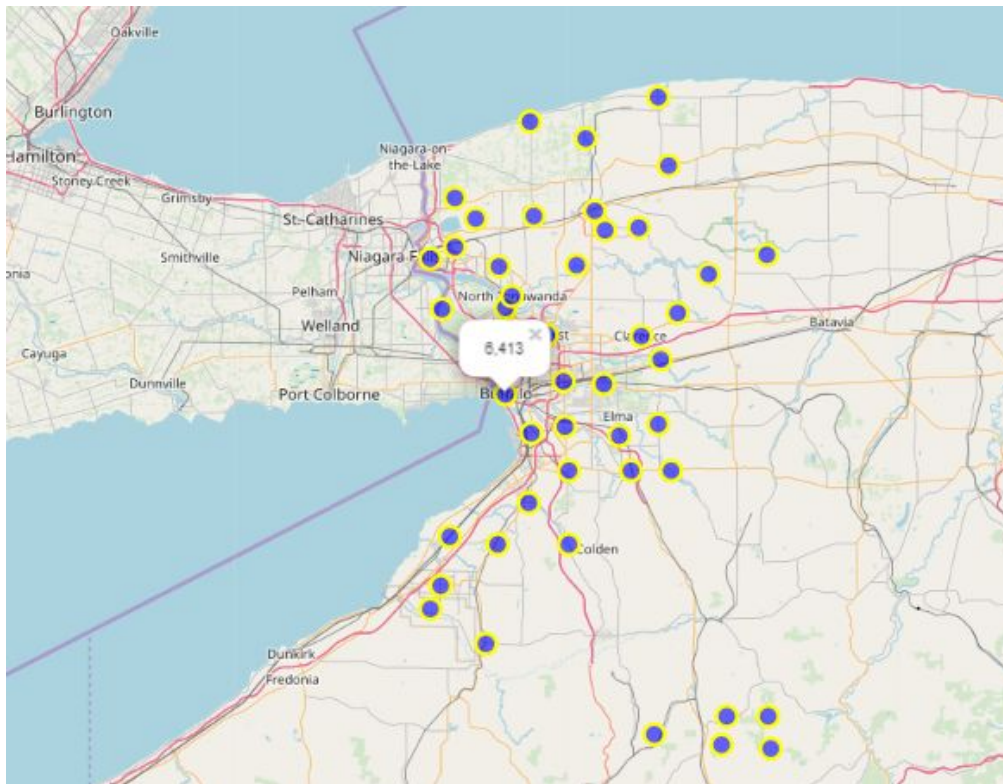 Oakville
Burlington
Hamilton
Stoney Creek
Grimsby
Niagara-on
the-Lake
St. Catharines
Smithville
Niagara Falls
Pelham
Welland
North Tonawanda
Clarence
Batavia
Cayuga
Dunnville
Port Colborne
6,413
×
Buffalo
Elma
Colden
Dunkirk
Fredonia